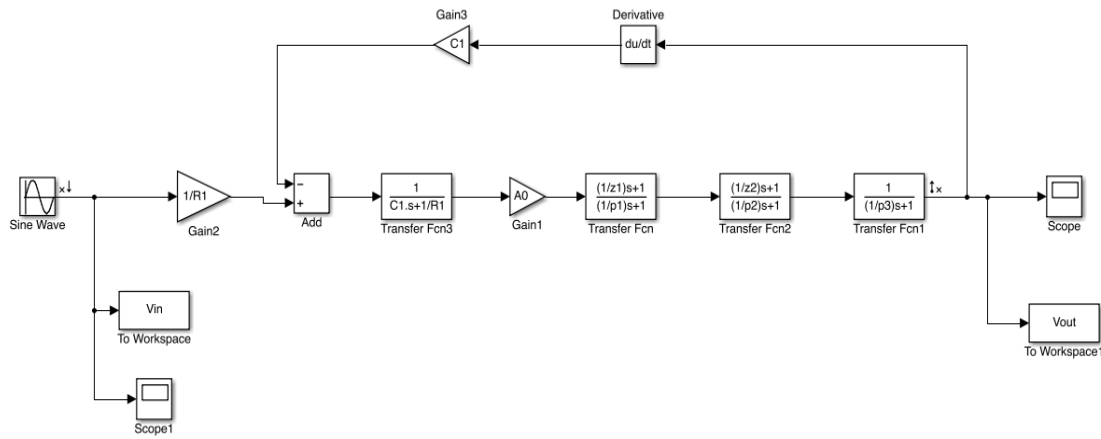 Gain3
C1
Derivative
du/dt
Sine Wave
1/R1
Gain2
−
+
Add
1
C1.s+1/R1
Transfer Fcn3
A0
Gain1
(1/z1)s+1
(1/p1)s+1
Transfer Fcn
(1/z2)s+1
(1/p2)s+1
Transfer Fcn2
1
(1/p3)s+1
Transfer Fcn1
Scope
Vin
To Workspace
Vout
To Workspace1
Scope1